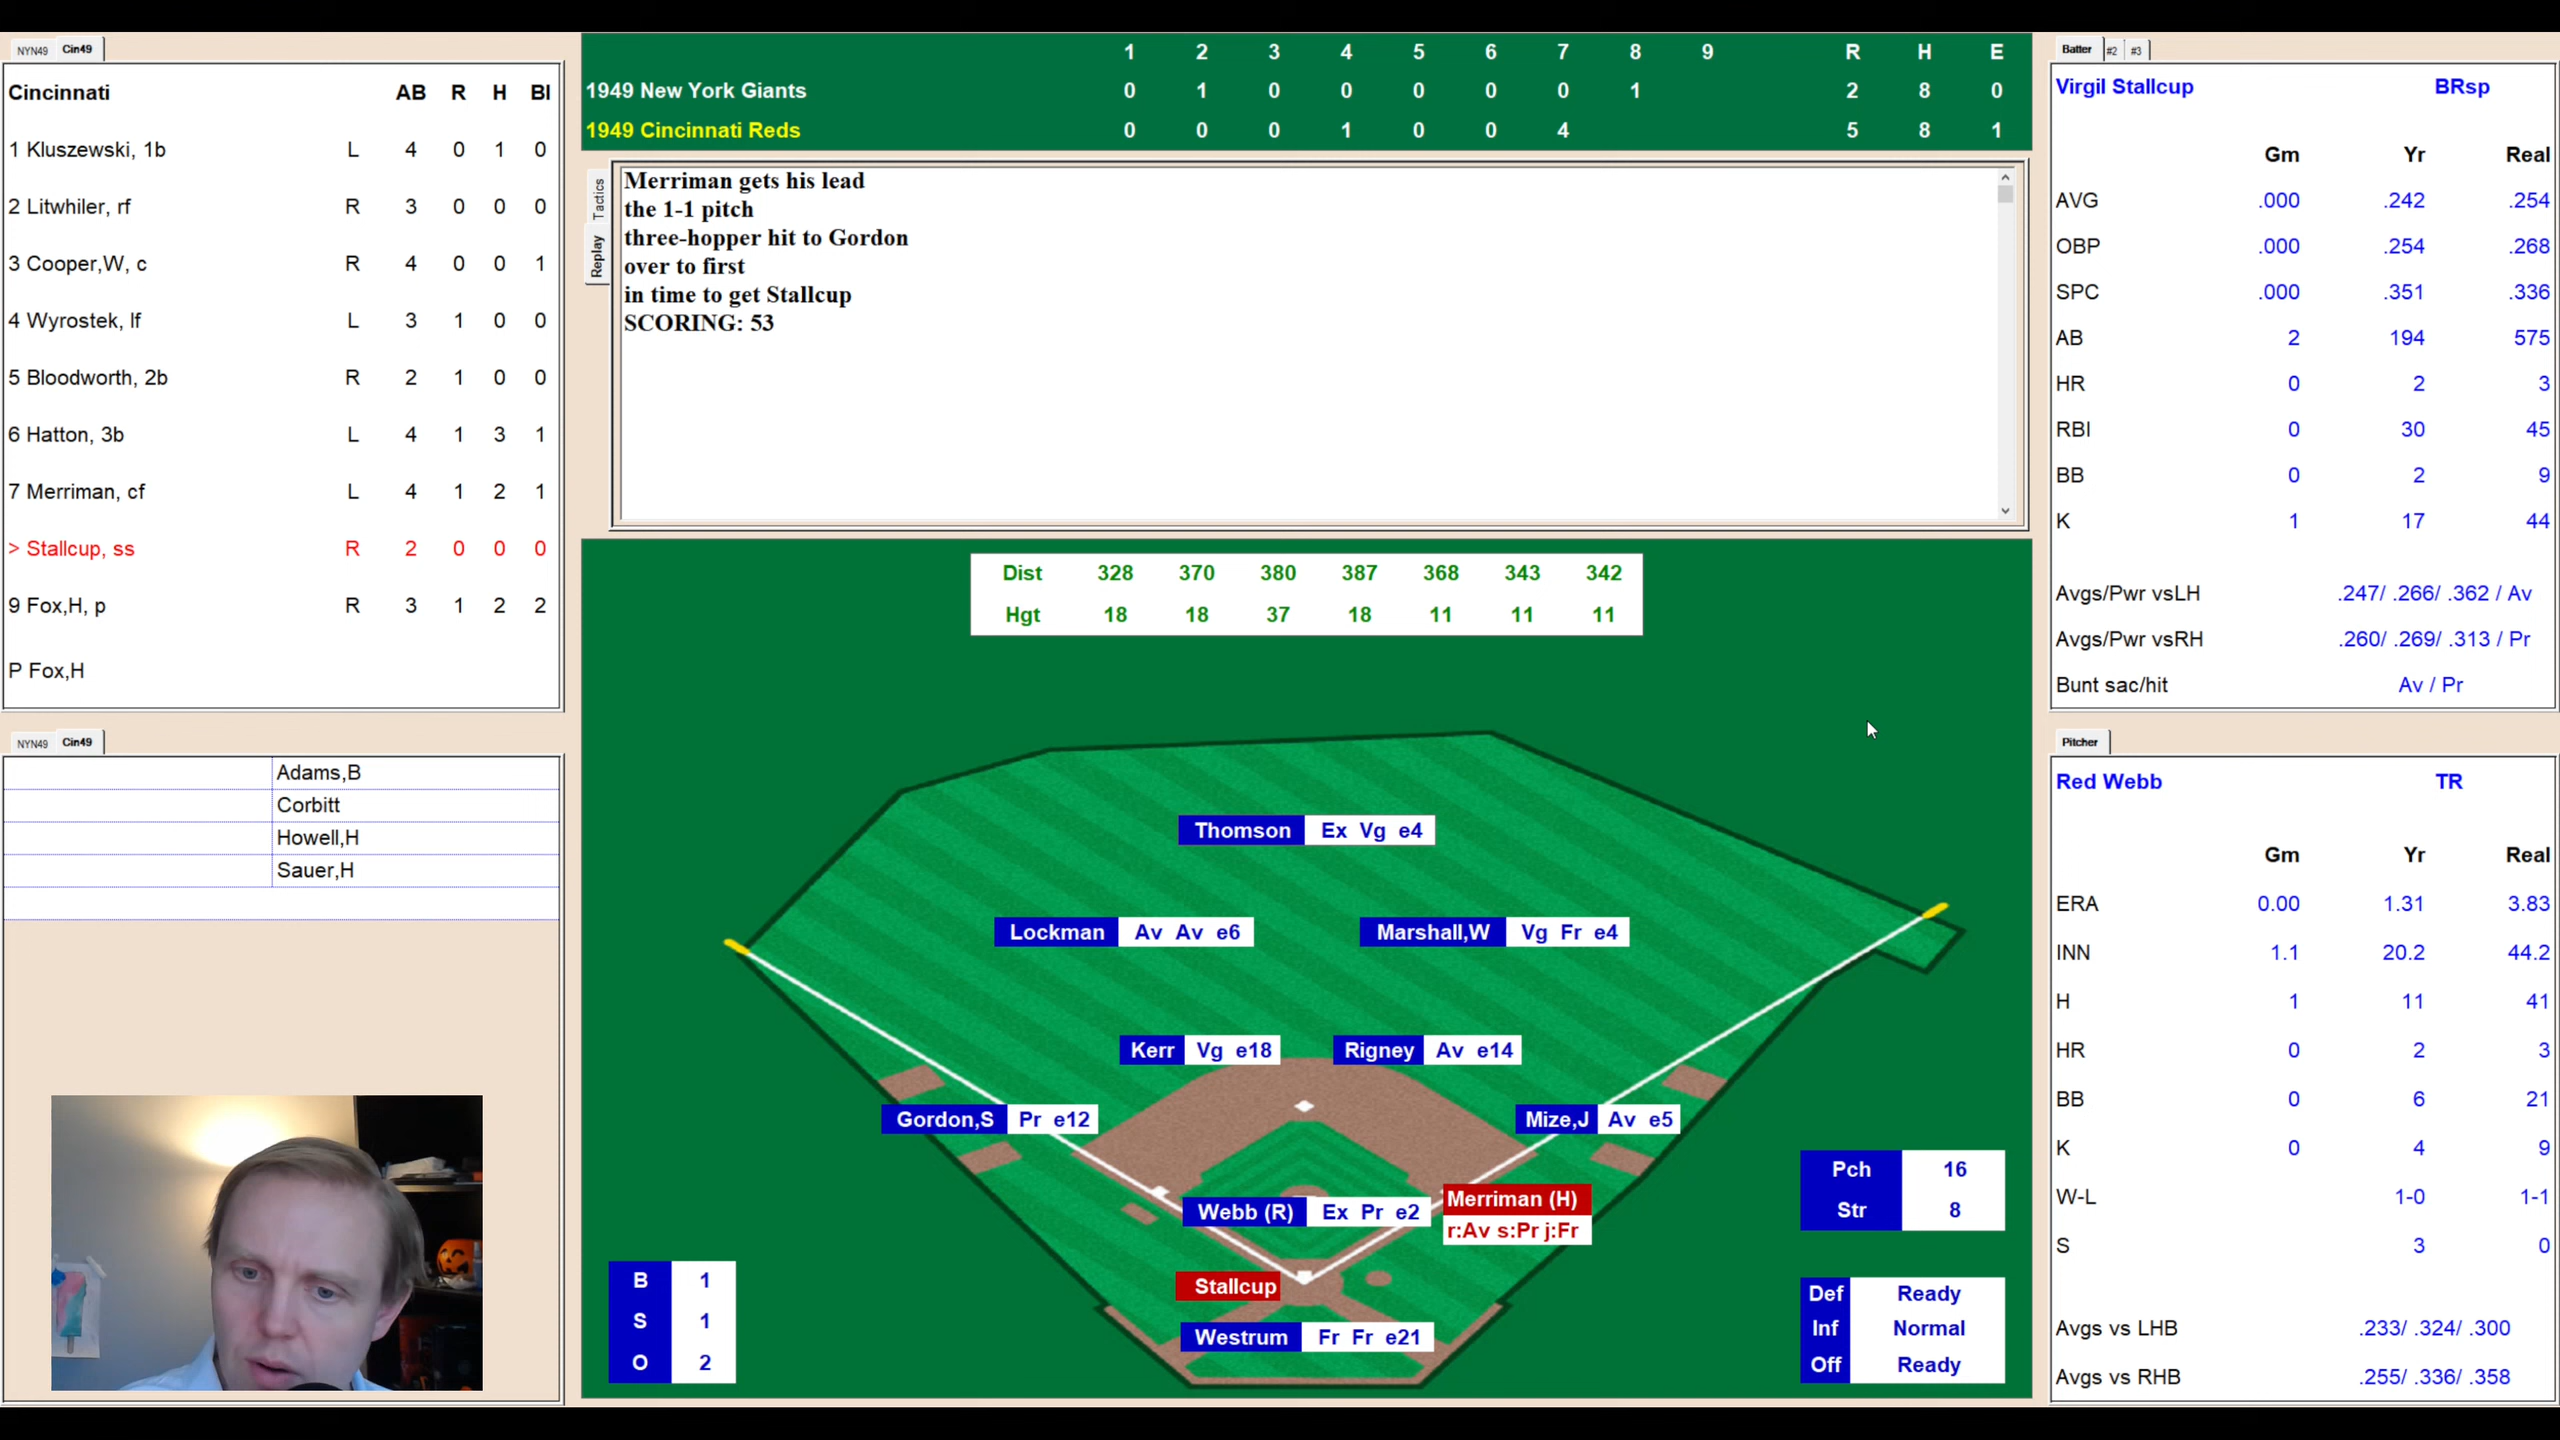 NYN49 Cin49
Cincinnati AB R H BI
1 Kluszewski, 1b L 4 0 1 0
2 Litwhiler, rf R 3 0 0 0
3 Cooper,W, c R 4 0 0 1
4 Wyrostek, lf L 3 1 0 0
5 Bloodworth, 2b R 2 1 0 0
6 Hatton, 3b L 4 1 3 1
7 Merriman, cf L 4 1 2 1
> Stallcup, ss R 2 0 0 0
9 Fox,H, p R 3 1 2 2
P Fox,H
NYN49 Cin49
Adams,B
Corbitt
Howell,H
Sauer,H
1 2 3 4 5 6 7 8 9 R H E
1949 New York Giants 0 1 0 0 0 0 0 1 2 8 0
1949 Cincinnati Reds 0 0 0 1 0 0 4 5 8 1
Tactics
Replay
Merriman gets his lead
the 1-1 pitch
three-hopper hit to Gordon
over to first
in time to get Stallcup
SCORING: 53
Dist 328 370 380 387 368 343 342
Hgt 18 18 37 18 11 11 11
Thomson Ex Vg e4
Lockman Av Av e6
Marshall,W Vg Fr e4
Kerr Vg e18
Rigney Av e14
Gordon,S Pr e12
Mize,J Av e5
Webb (R) Ex Pr e2
Merriman (H)
r:Av s:Pr j:Fr
Stallcup
Westrum Fr Fr e21
B 1
S 1
O 2
Pch 16
Str 8
Def Ready
Inf Normal
Off Ready
Batter #2 #3
Virgil Stallcup BRsp
Gm Yr Real
AVG .000 .242 .254
OBP .000 .254 .268
SPC .000 .351 .336
AB 2 194 575
HR 0 2 3
RBI 0 30 45
BB 0 2 9
K 1 17 44
Avgs/Pwr vsLH .247/ .266/ .362 / Av
Avgs/Pwr vsRH .260/ .269/ .313 / Pr
Bunt sac/hit Av / Pr
Pitcher
Red Webb TR
Gm Yr Real
ERA 0.00 1.31 3.83
INN 1.1 20.2 44.2
H 1 11 41
HR 0 2 3
BB 0 6 21
K 0 4 9
W-L 1-0 1-1
S 3 0
Avgs vs LHB .233/ .324/ .300
Avgs vs RHB .255/ .336/ .358